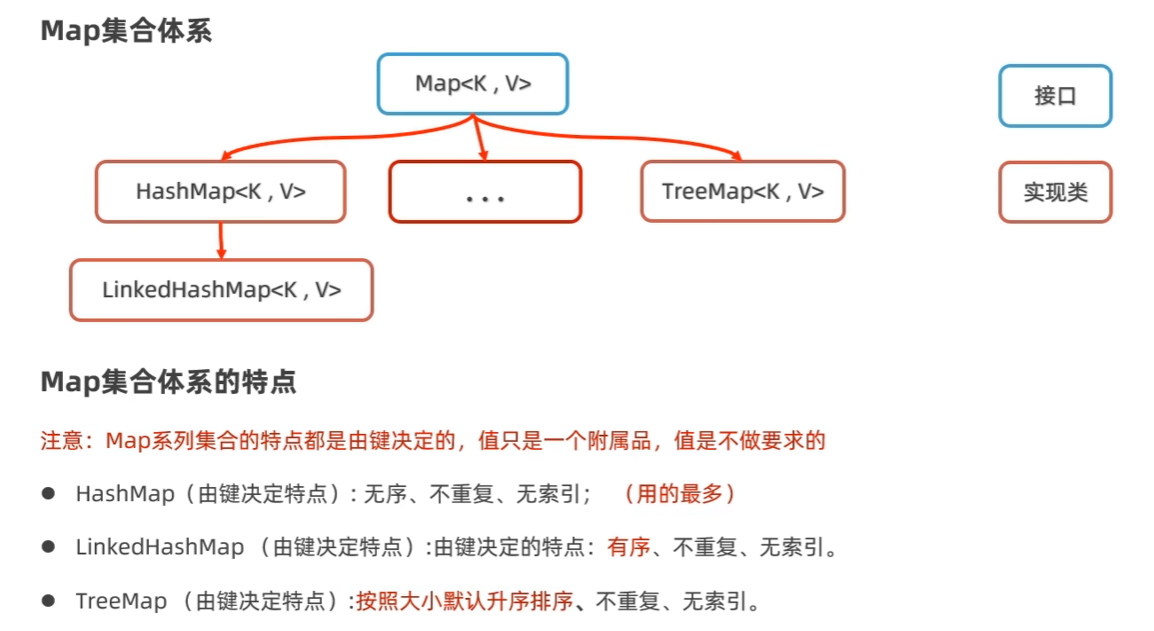 Map集合体系
Map<K , V>
接口
HashMap<K , V>
...
TreeMap<K , V>
实现类
LinkedHashMap<K , V>
Map集合体系的特点
注意：Map系列集合的特点都是由键决定的，值只是一个附属品，值是不做要求的
● HashMap（由键决定特点）: 无序、不重复、无索引； （用的最多）
● LinkedHashMap （由键决定特点）:由键决定的特点：有序、不重复、无索引。
● TreeMap （由键决定特点）:按照大小默认升序排序、不重复、无索引。